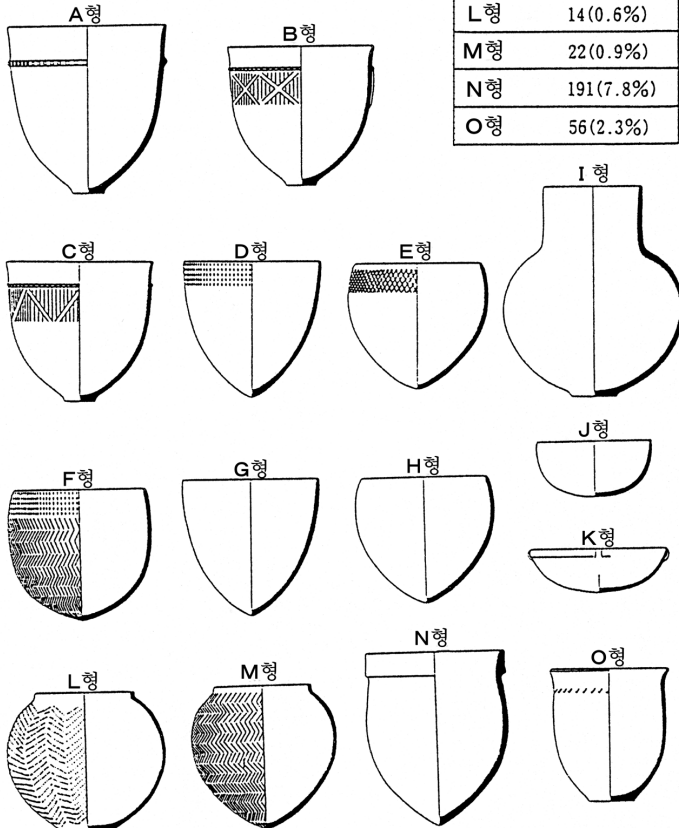 A형
B형
L형 14(0.6%)
M형 22(0.9%)
N형 191(7.8%)
O형 56(2.3%)
I형
C형
D형
E형
F형
G형
H형
J형
K형
L형
M형
N형
O형